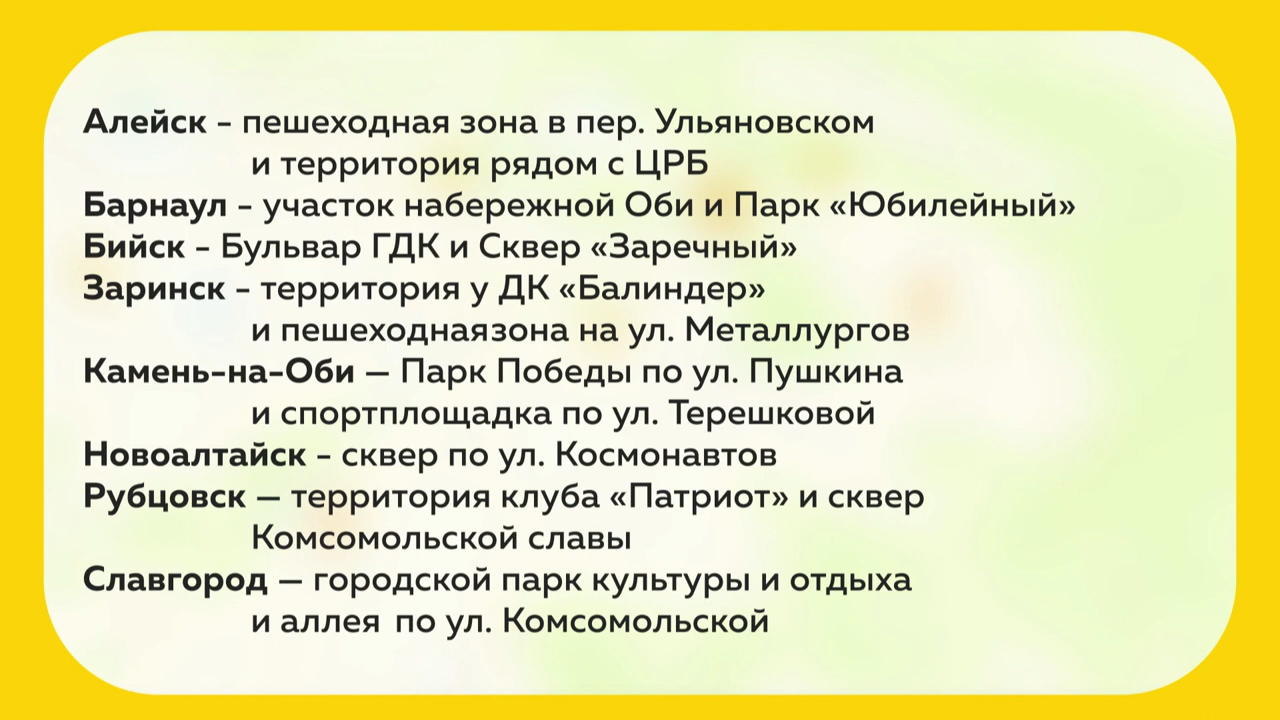 Алейск - пешеходная зона в пер. Ульяновском
и территория рядом с ЦРБ
Барнаул - участок набережной Оби и Парк «Юбилейный»
Бийск - Бульвар ГДК и Сквер «Заречный»
Заринск - территория у ДК «Балиндер»
и пешеходнаязона на ул. Металлургов
Камень-на-Оби — Парк Победы по ул. Пушкина
и спортплощадка по ул. Терешковой
Новоалтайск - сквер по ул. Космонавтов
Рубцовск — территория клуба «Патриот» и сквер
Комсомольской славы
Славгород — городской парк культуры и отдыха
и аллея по ул. Комсомольской